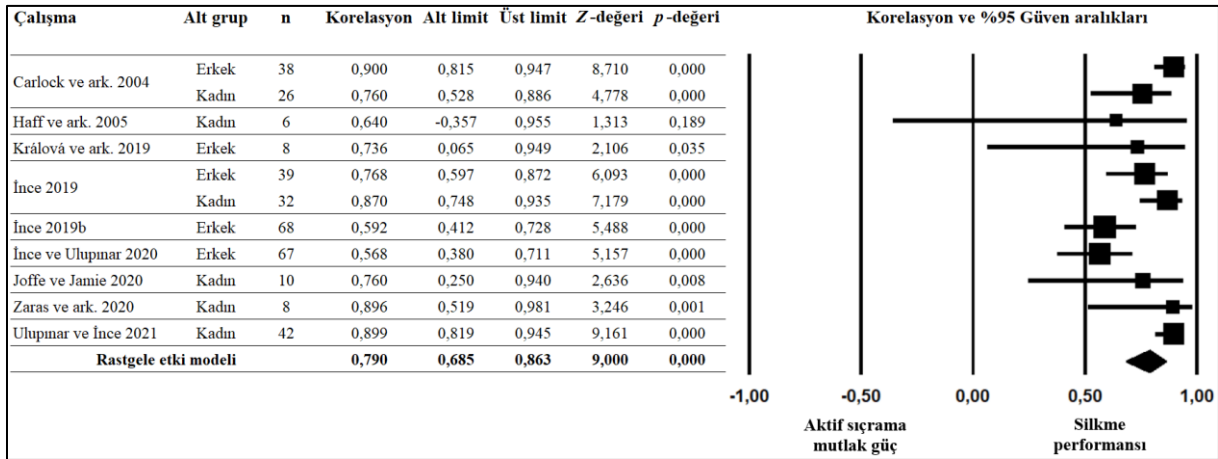 Çalışma Alt grup n Korelasyon Alt limit Üst limit Z-değeri p-değeri Korelasyon ve %95 Güven aralıkları
Carlock ve ark. 2004 Erkek 38 0,900 0,815 0,947 8,710 0,000
Kadın 26 0,760 0,528 0,886 4,778 0,000
Haff ve ark. 2005 Kadın 6 0,640 -0,357 0,955 1,313 0,189
Králová ve ark. 2019 Erkek 8 0,736 0,065 0,949 2,106 0,035
İnce 2019 Erkek 39 0,768 0,597 0,872 6,093 0,000
Kadın 32 0,870 0,748 0,935 7,179 0,000
İnce 2019b Erkek 68 0,592 0,412 0,728 5,488 0,000
İnce ve Ulupınar 2020 Erkek 67 0,568 0,380 0,711 5,157 0,000
Joffe ve Jamie 2020 Kadın 10 0,760 0,250 0,940 2,636 0,008
Zaras ve ark. 2020 Kadın 8 0,896 0,519 0,981 3,246 0,001
Ulupınar ve İnce 2021 Kadın 42 0,899 0,819 0,945 9,161 0,000
Rastgele etki modeli 0,790 0,685 0,863 9,000 0,000
-1,00 -0,50 0,00 0,50 1,00
Aktif sıçrama Silkme
mutlak güç performansı